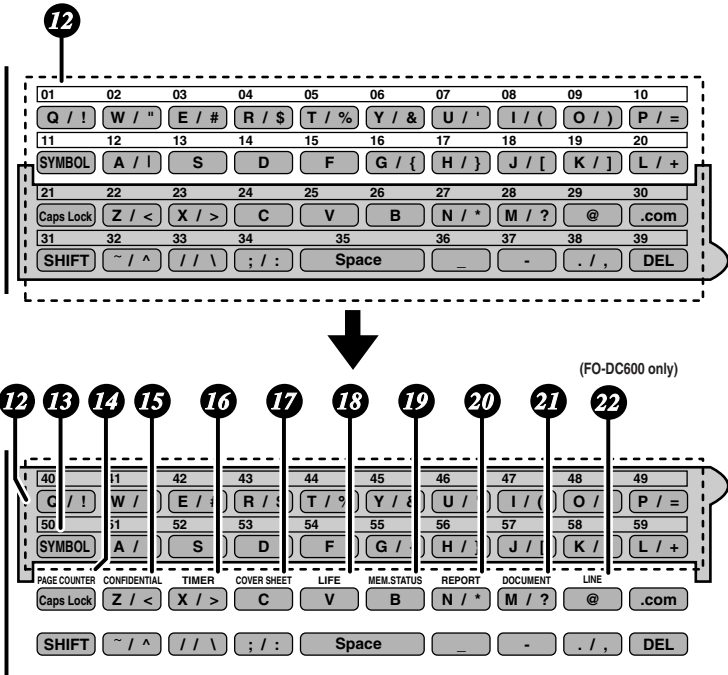 12
01 02 03 04 05 06 07 08 09 10
Q / ! W / " E / # R / $ T / % Y / & U / ' I / ( O / ) P / =
11 12 13 14 15 16 17 18 19 20
SYMBOL A / | S D F G / { H / } J / [ K / ] L / +
21 22 23 24 25 26 27 28 29 30
Caps Lock Z / < X / > C V B N / * M / ? @ .com
31 32 33 34 35 36 37 38 39
SHIFT ~ / ^ / / \ ; / : Space _ - . / , DEL
(FO-DC600 only)
12 13 14 15 16 17 18 19 20 21 22
40 41 42 43 44 45 46 47 48 49
Q / ! W / E / # R / $ T / % Y / & U / ' I / ( O / P / =
50 51 52 53 54 55 56 57 58 59
SYMBOL A / S D F G / { H / } J / [ K / L / +
PAGE COUNTER CONFIDENTIAL TIMER COVER SHEET LIFE MEM.STATUS REPORT DOCUMENT LINE
Caps Lock Z / < X / > C V B N / * M / ? @ .com
SHIFT ~ / ^ / / \ ; / : Space _ - . / , DEL